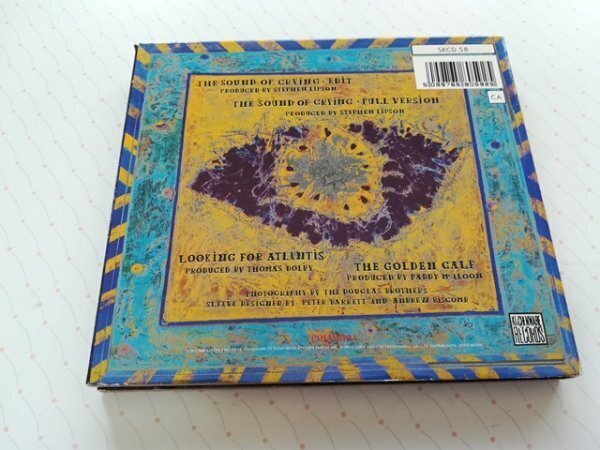 SKCD 58
CA
THE SOUND OF CRYING · EDIT
PRODUCED BY STEPHEN LIPSON
THE SOUND OF CRYING · FULL VERSION
PRODUCED BY STEPHEN LIPSON
LOOKING FOR ATLANTIS
PRODUCED BY THOMAS DOLBY
THE GOLDEN CALF
PRODUCED BY PADDY McALOON
PHOTOGRAPHY BY THE DOUGLAS BROTHERS
SLEEVE DESIGNED BY PETER BARRETT AND ANDREW BISCOMB
COLUMBIA
KITCHENWARE
RECORDS